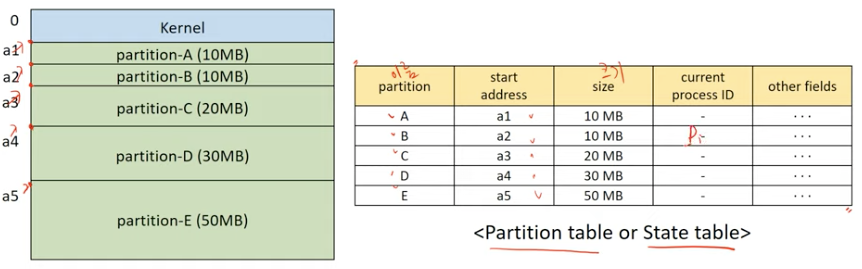 0
Kernel
a1
partition-A (10MB)
a2
partition-B (10MB)
a3
partition-C (20MB)
a4
partition-D (30MB)
a5
partition-E (50MB)
partition start address size current process ID other fields
A a1 10 MB - ...
B a2 10 MB - ...
C a3 20 MB - ...
D a4 30 MB - ...
E a5 50 MB - ...
<Partition table or State table>